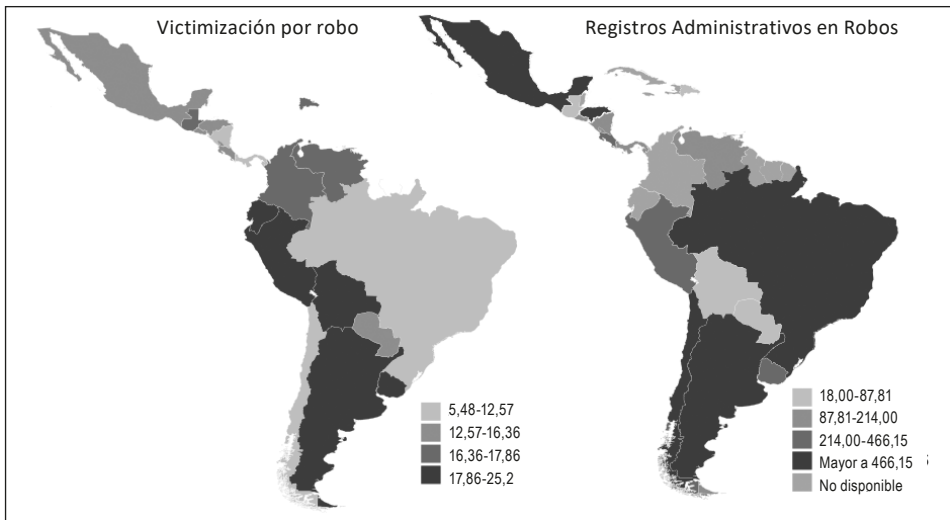 Victimización por robo
5,48-12,57
12,57-16,36
16,36-17,86
17,86-25,2
Registros Administrativos en Robos
18,00-87,81
87,81-214,00
214,00-466,15
Mayor a 466,15
No disponible